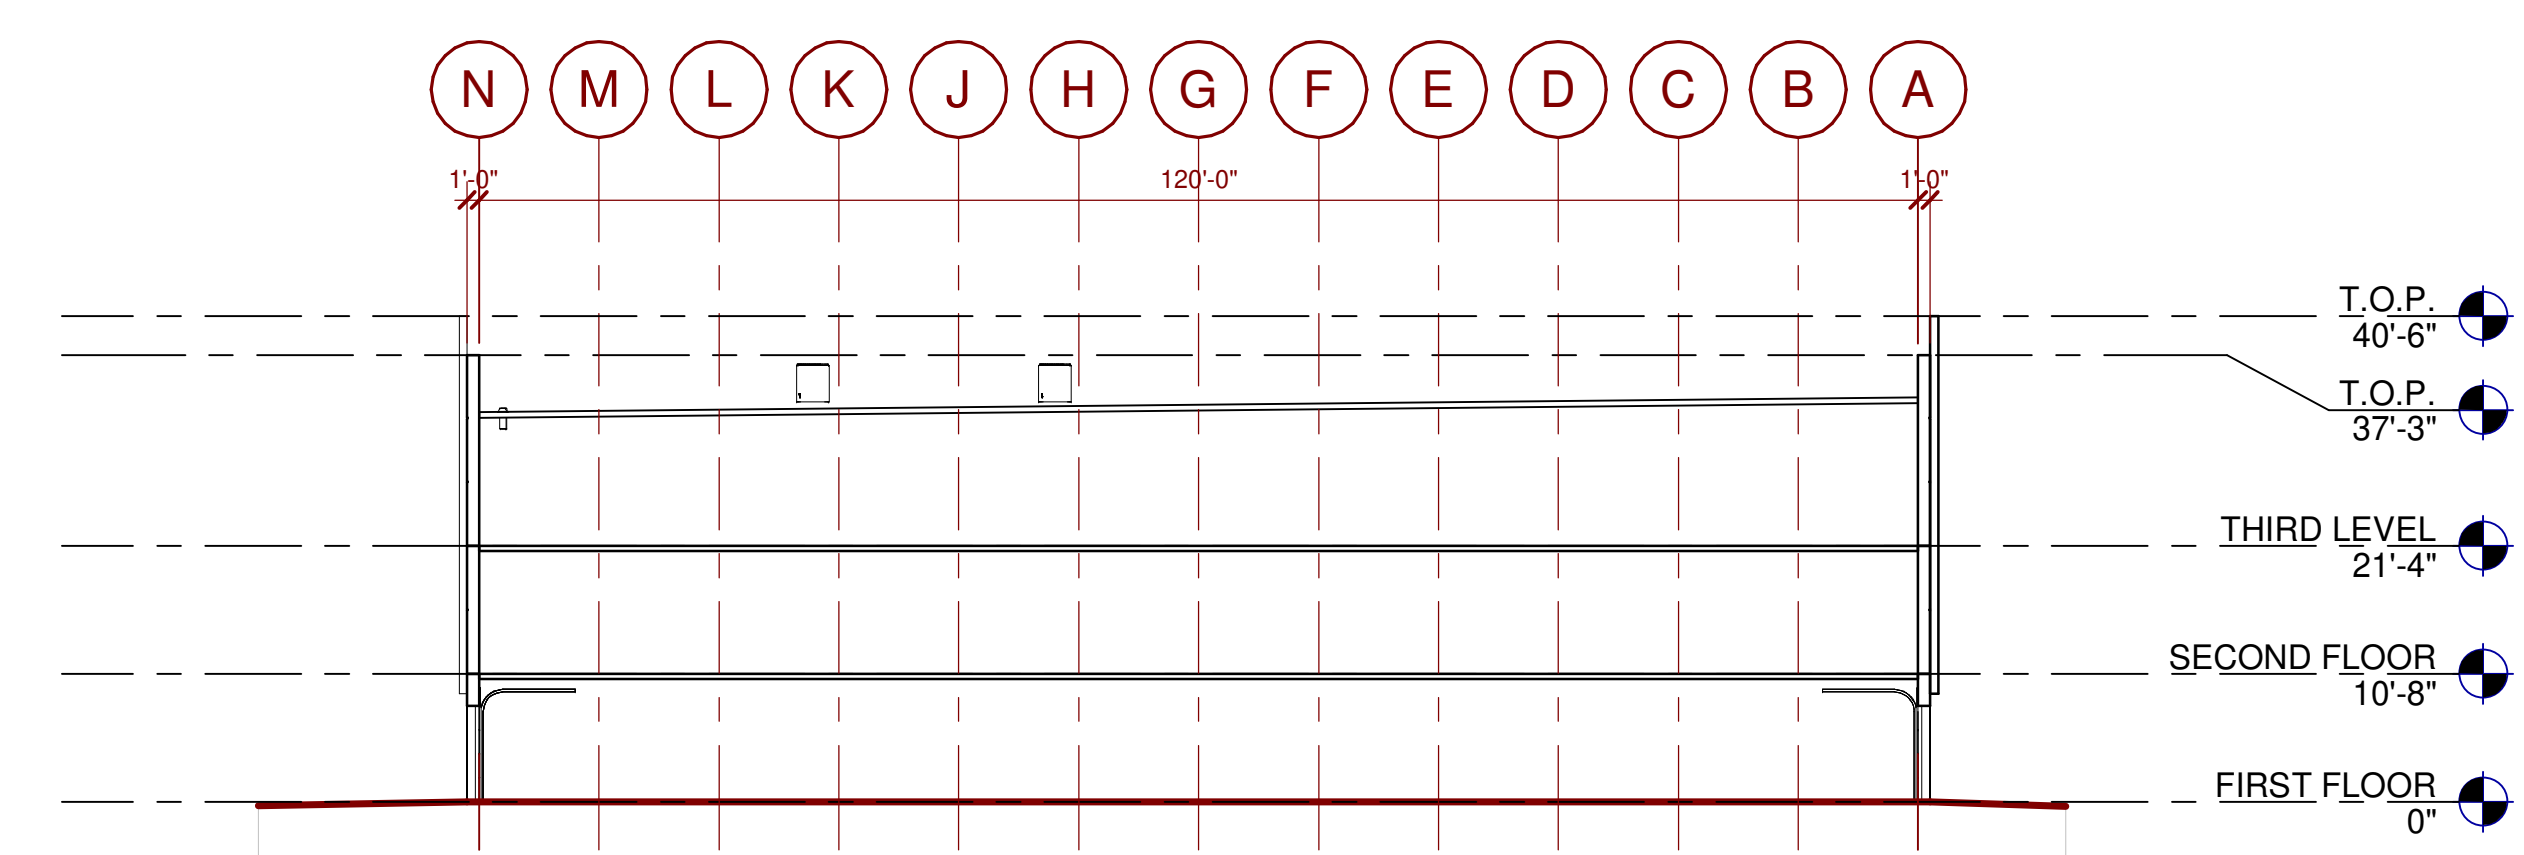 N M L K J H G F E D C B A
1'-0" 120'-0" 1'-0"
T.O.P.
40'-6"
T.O.P.
37'-3"
THIRD LEVEL
21'-4"
SECOND FLOOR
10'-8"
FIRST FLOOR
0"